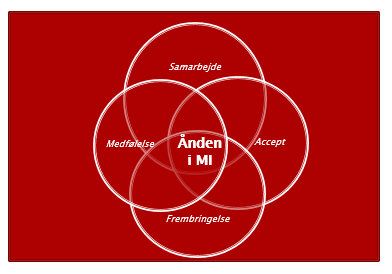 Samarbejde
Medfølelse
Ånden
i MI
Accept
Frembringelse